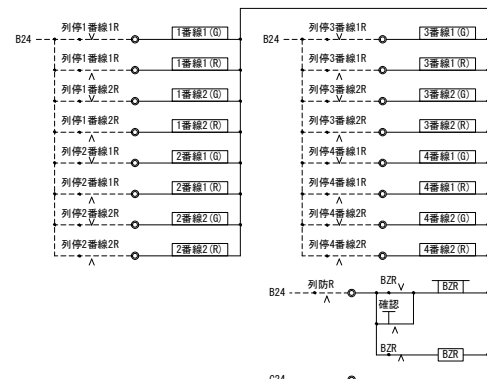 B24
列停1番線1R
1番線1(G)
列停1番線1R
1番線1(R)
列停1番線2R
1番線2(G)
列停1番線2R
1番線2(R)
列停2番線1R
2番線1(G)
列停2番線1R
2番線1(R)
列停2番線2R
2番線2(G)
列停2番線2R
2番線2(R)
B24
列停3番線1R
3番線1(G)
列停3番線1R
3番線1(R)
列停3番線2R
3番線2(G)
列停3番線2R
3番線2(R)
列停4番線1R
4番線1(G)
列停4番線1R
4番線1(R)
列停4番線2R
4番線2(G)
列停4番線2R
4番線2(R)
B24
列防R
BZR
BZR
確認
BZR
BZR
C24